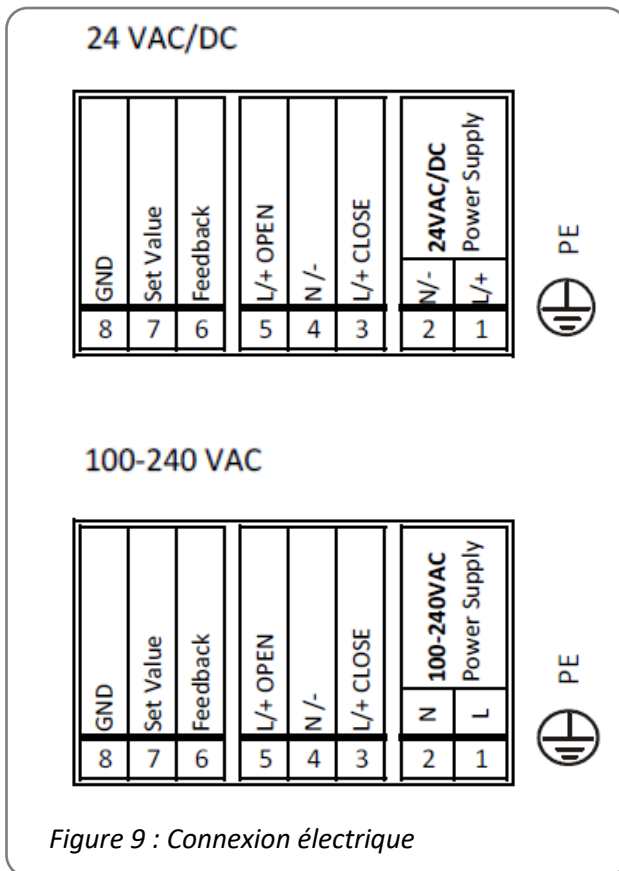 24 VAC/DC
GND
Set Value
Feedback
L/+ OPEN
N /-
L/+ CLOSE
24VAC/DC
Power Supply
N/-
L/+
PE
8 7 6 5 4 3 2 1
100-240 VAC
GND
Set Value
Feedback
L/+ OPEN
N /-
L/+ CLOSE
100-240VAC
Power Supply
N
L
PE
8 7 6 5 4 3 2 1
Figure 9 : Connexion électrique